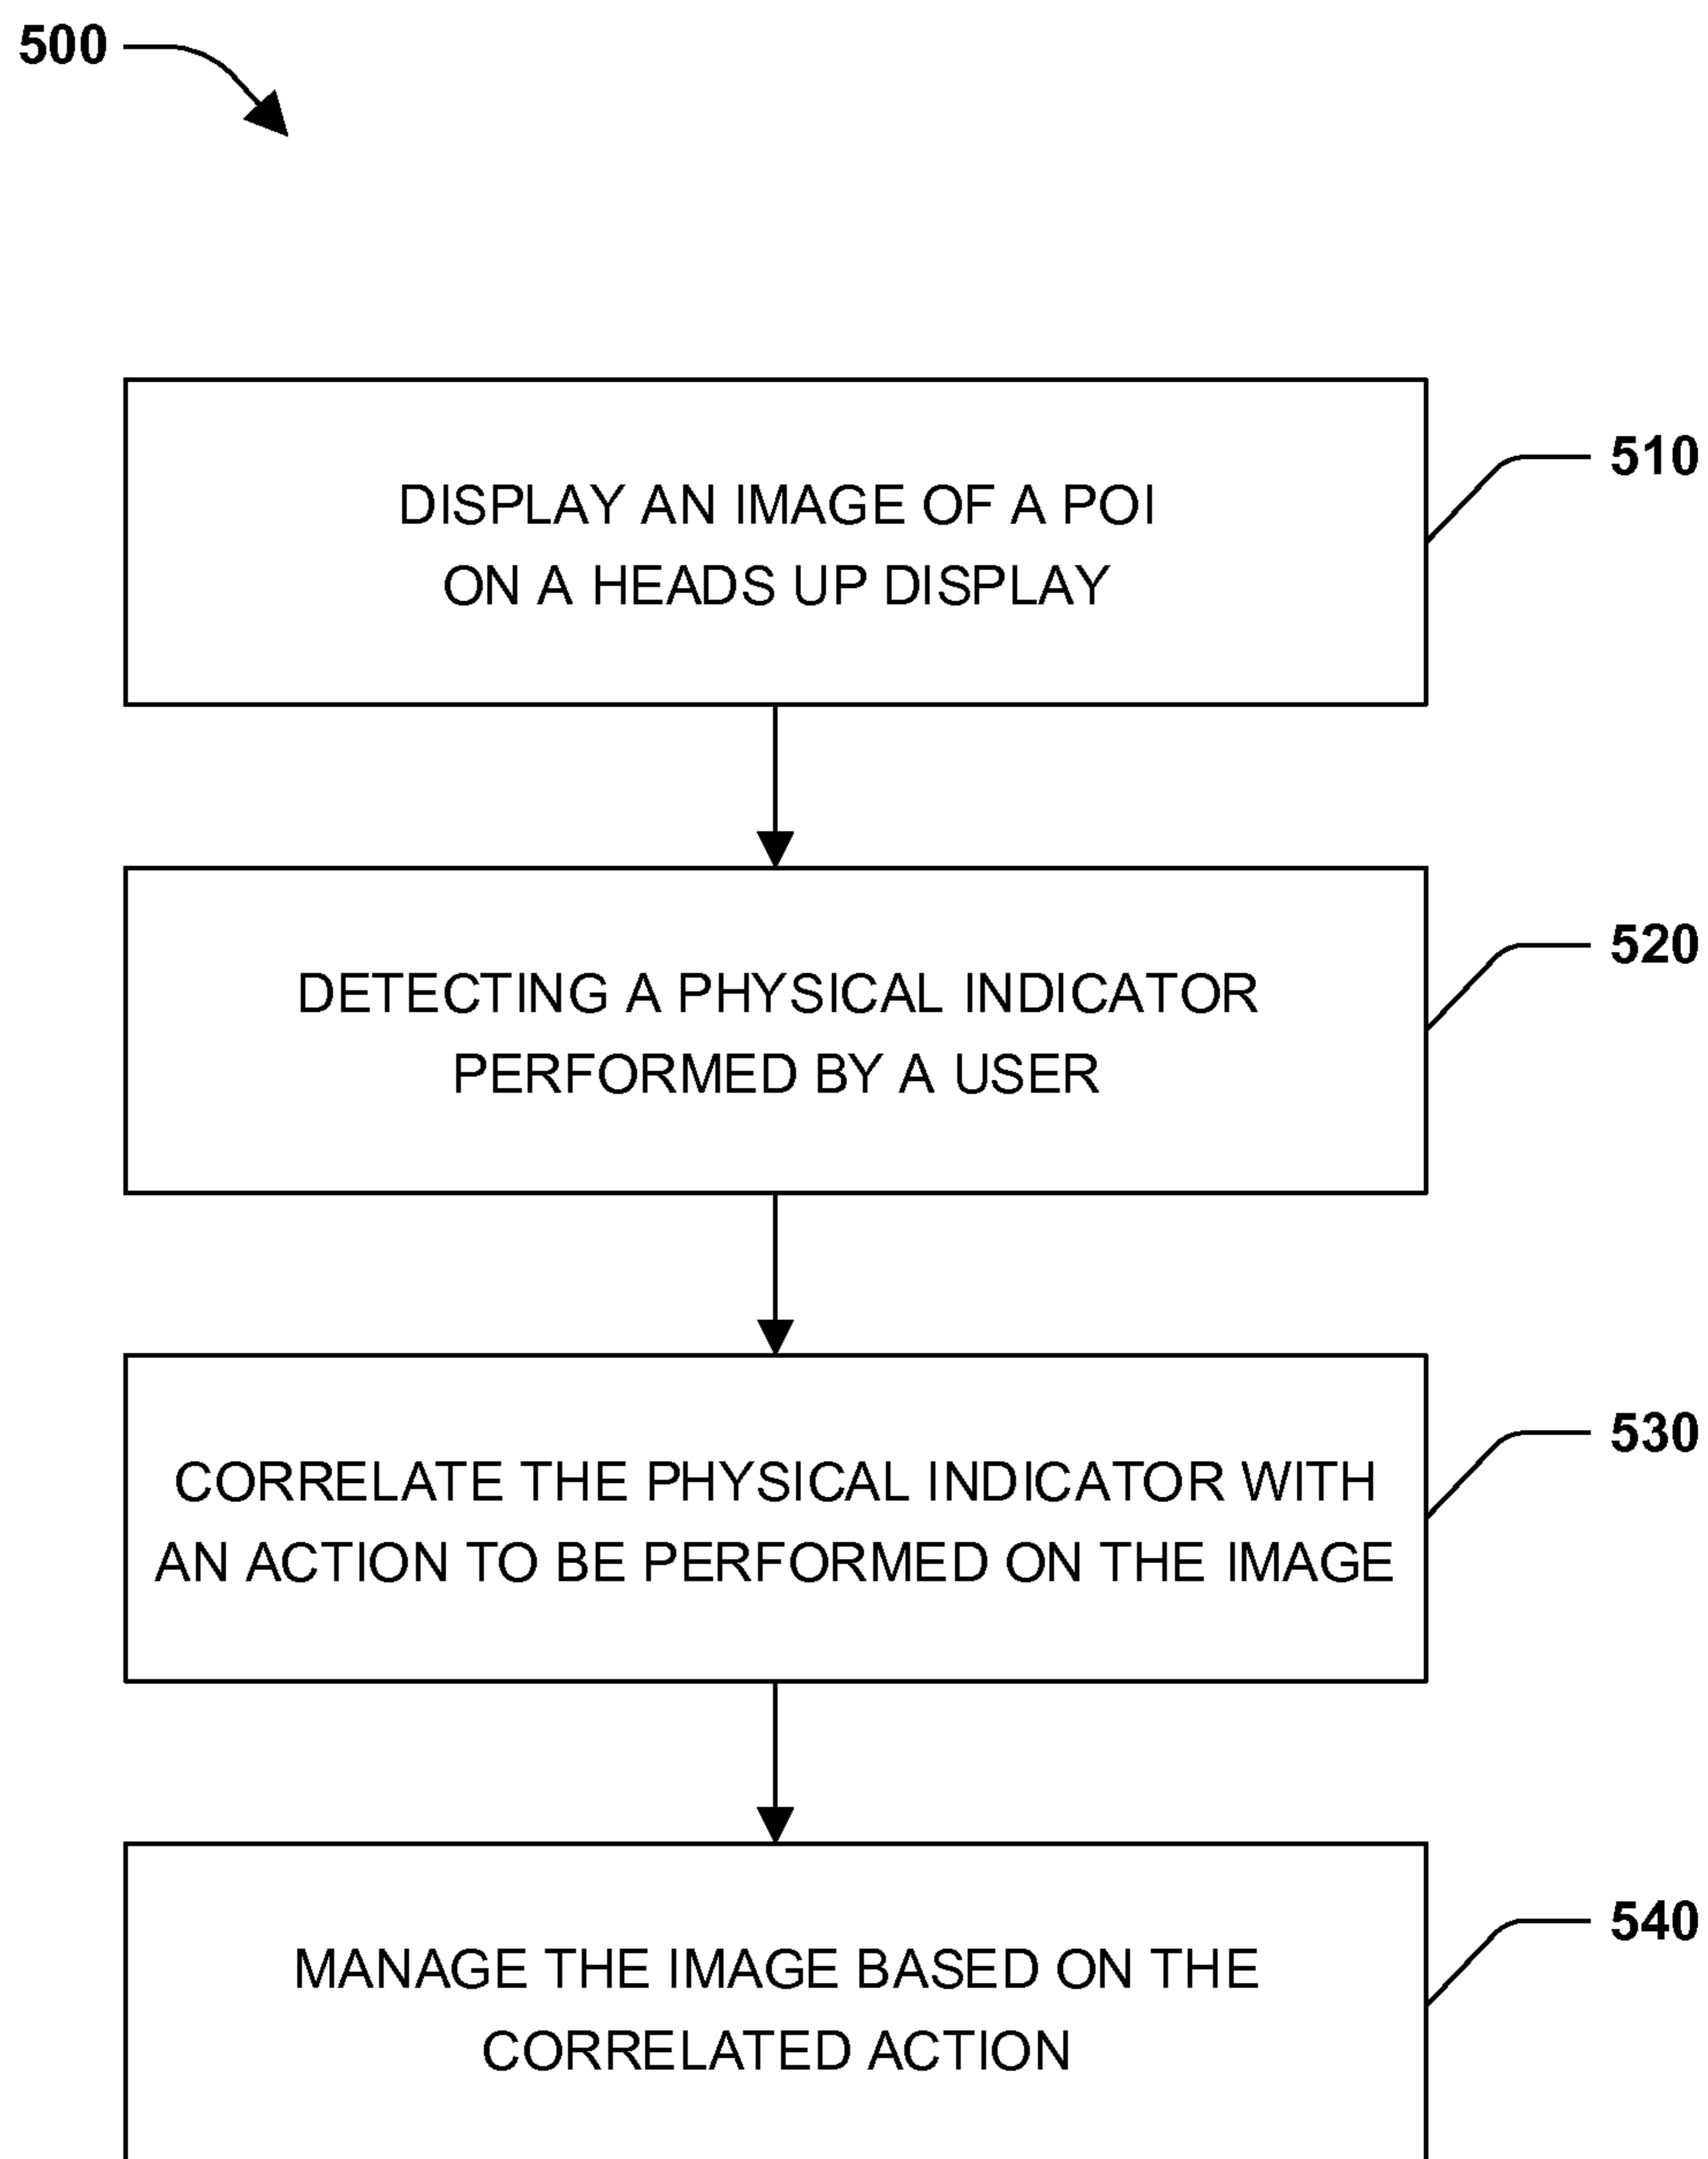 500
DISPLAY AN IMAGE OF A POI
ON A HEADS UP DISPLAY
510
DETECTING A PHYSICAL INDICATOR
PERFORMED BY A USER
520
CORRELATE THE PHYSICAL INDICATOR WITH
AN ACTION TO BE PERFORMED ON THE IMAGE
530
MANAGE THE IMAGE BASED ON THE
CORRELATED ACTION
540